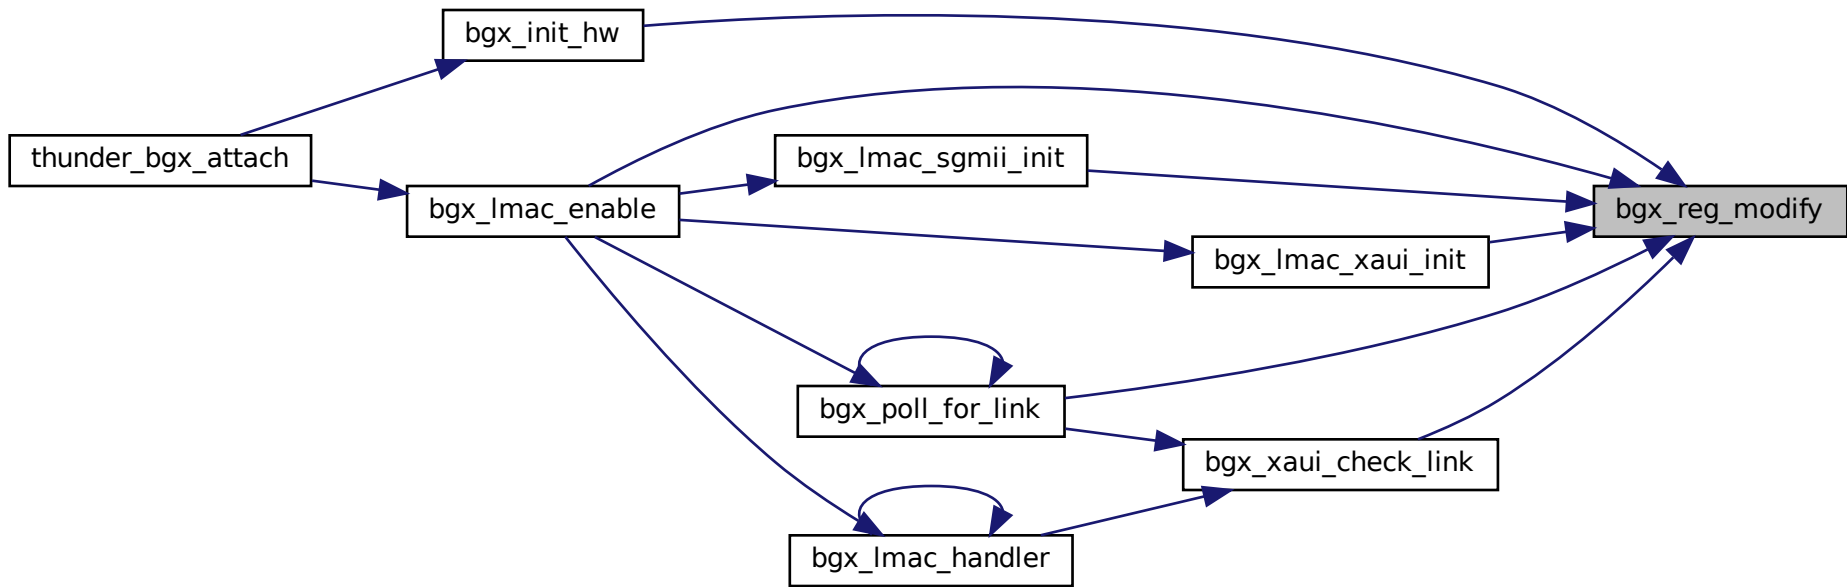 bgx_init_hw
thunder_bgx_attach
bgx_lmac_sgmii_init
bgx_lmac_enable
bgx_reg_modify
bgx_lmac_xaui_init
bgx_poll_for_link
bgx_xaui_check_link
bgx_lmac_handler